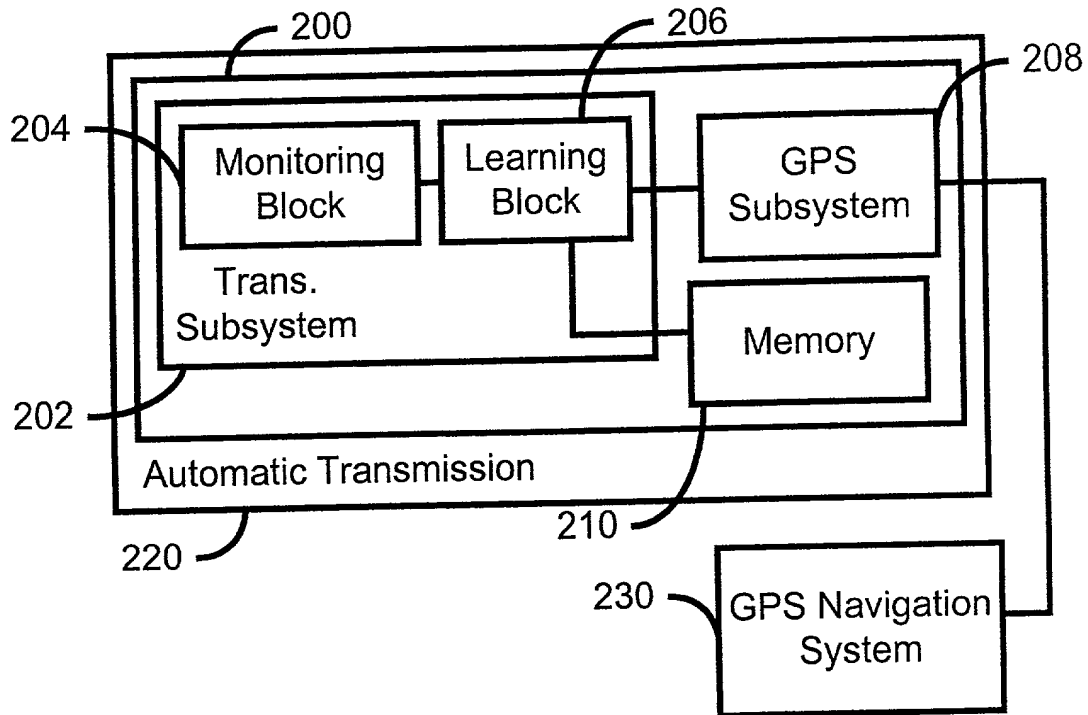 200
206
208
204
Monitoring
Block
Learning
Block
GPS
Subsystem
Trans.
Subsystem
Memory
202
Automatic Transmission
220
210
230
GPS Navigation
System